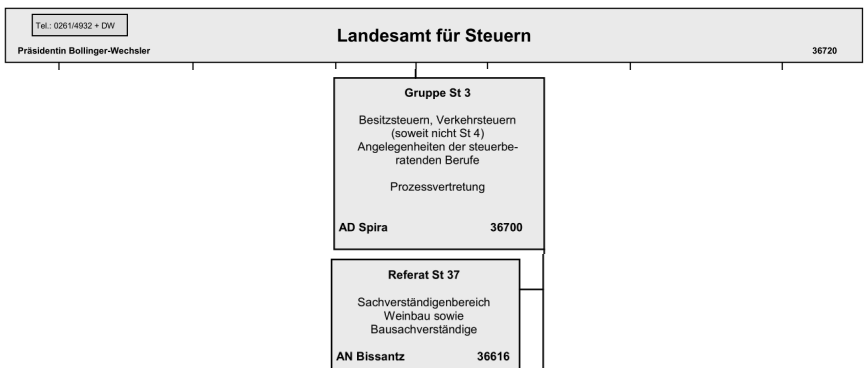 Tel.: 0261/4932 + DW
Landesamt für Steuern
Präsidentin Bollinger-Wechsler 36720
Gruppe St 3
Besitzsteuern, Verkehrsteuern
(soweit nicht St 4)
Angelegenheiten der steuerbe-
ratenden Berufe
Prozessvertretung
AD Spira 36700
Referat St 37
Sachverständigenbereich
Weinbau sowie
Bausachverständige
AN Bissantz 36616